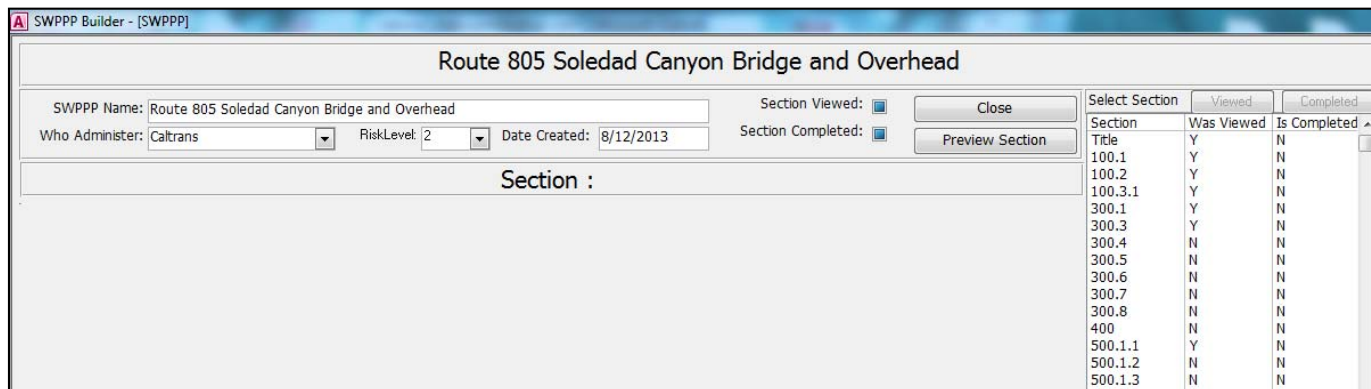 SWPPP Builder - [SWPPP]
Route 805 Soledad Canyon Bridge and Overhead
SWPPP Name: Route 805 Soledad Canyon Bridge and Overhead Section Viewed: Close
Who Administer: Caltrans RiskLevel: 2 Date Created: 8/12/2013 Section Completed: Preview Section
Section :
Select Section Viewed Completed
Section Was Viewed Is Completed
Title Y N
100.1 Y N
100.2 Y N
100.3.1 Y N
300.1 Y N
300.3 Y N
300.4 N N
300.5 N N
300.6 N N
300.7 N N
300.8 N N
400 N N
500.1.1 Y N
500.1.2 N N
500.1.3 N N